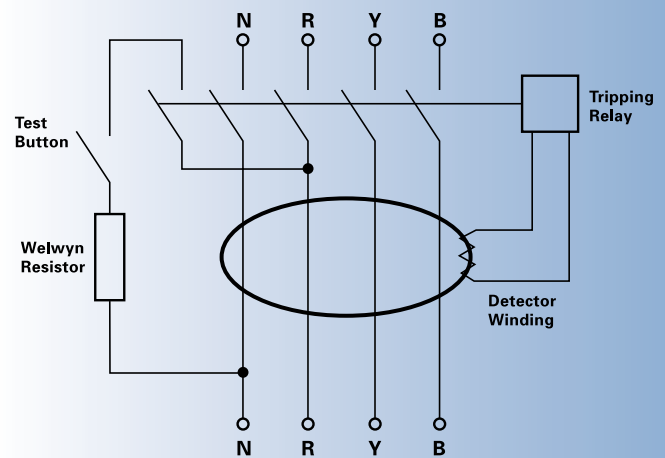 N R Y B
Tripping
Relay
Test
Button
Welwyn
Resistor
Detector
Winding
N R Y B